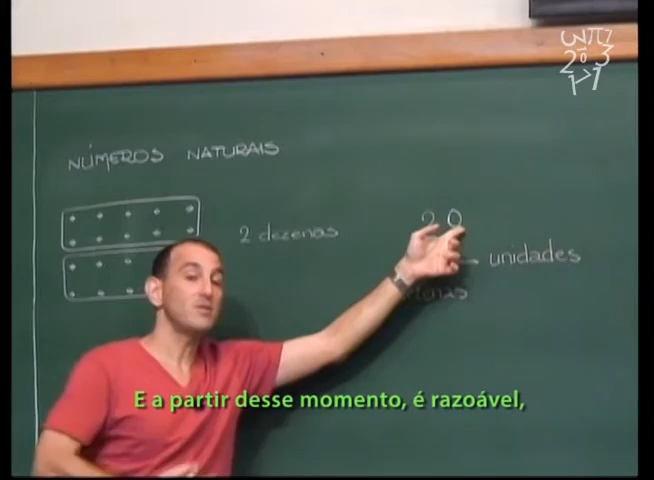 NÚMEROS NATURAIS
2 dezenas
20
unidades
E a partir desse momento, é razoável,